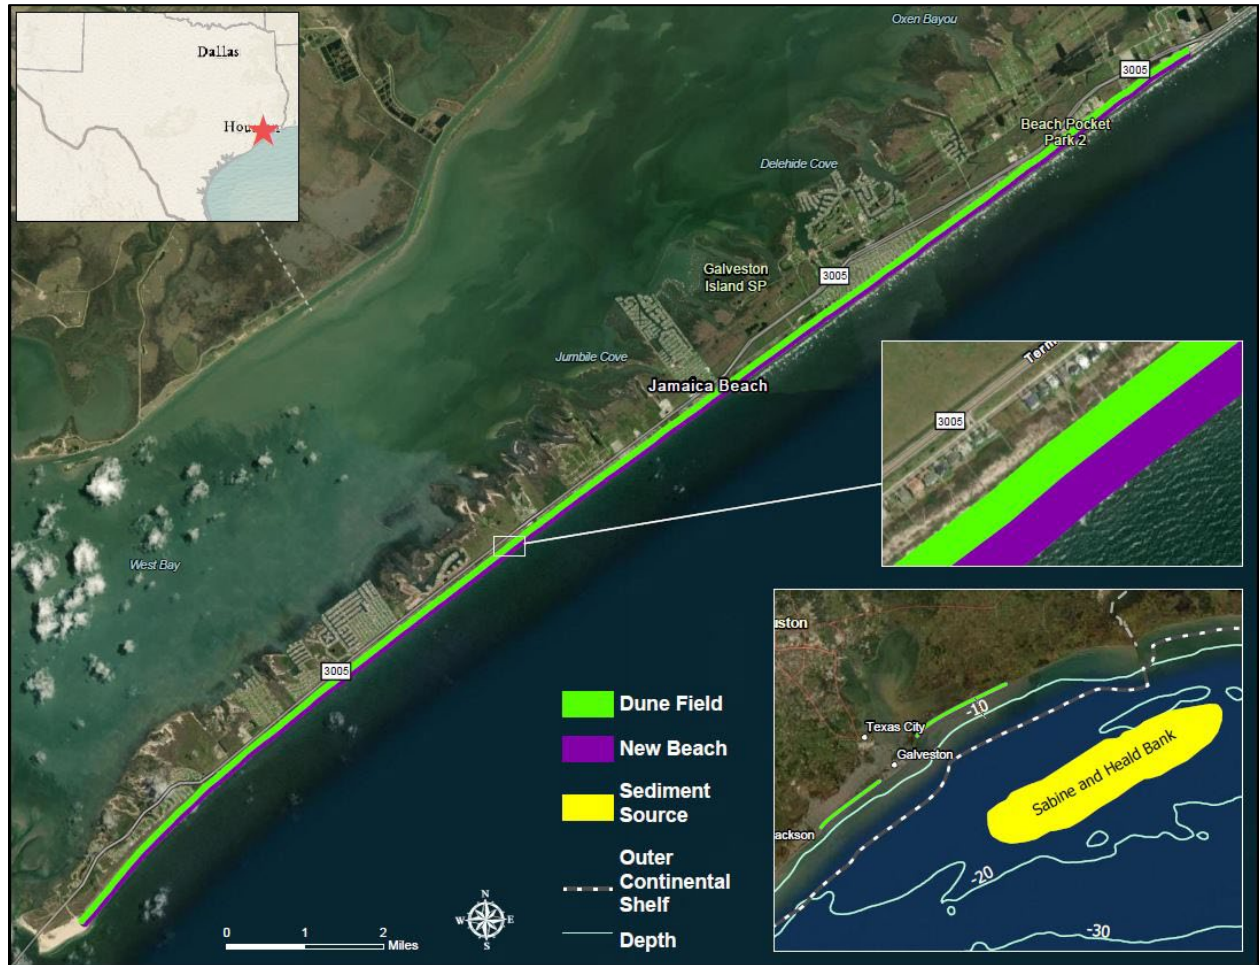 Dallas
Oxen Bayou
3005
Beach Pocket
Park 2
Delehide Cove
Galveston
Island SP
3005
Jumbile Cove
Jamaica Beach
3005
West Bay
3005
Dune Field
New Beach
Sediment
Source
Outer
Continental
Shelf
Depth
N
W
E
S
0
1
2
Miles
uston
-10
Texas City
Galveston
Sabine and Heald Bank
ackson
-20
-30